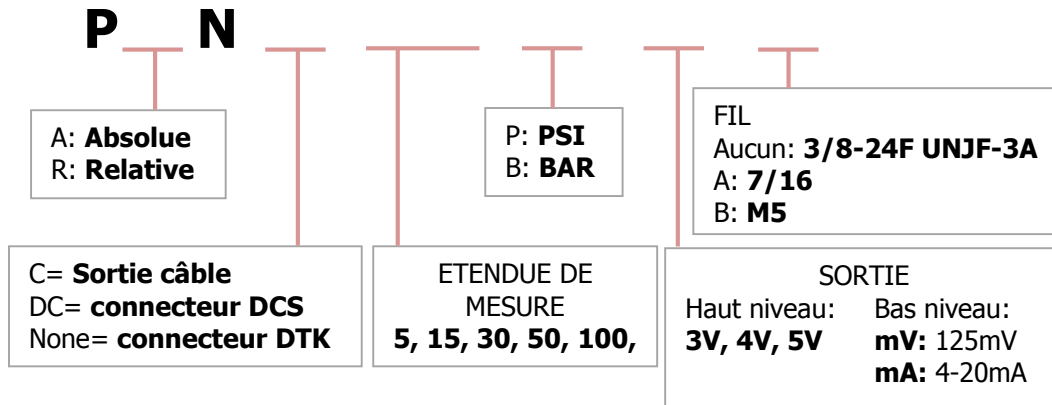 P N
A: Absolue
R: Relative
P: PSI
B: BAR
FIL
Aucun: 3/8-24F UNJF-3A
A: 7/16
B: M5
C= Sortie câble
DC= connecteur DCS
None= connecteur DTK
ETENDUE DE
MESURE
5, 15, 30, 50, 100,
SORTIE
Haut niveau: Bas niveau:
3V, 4V, 5V mV: 125mV
mA: 4-20mA